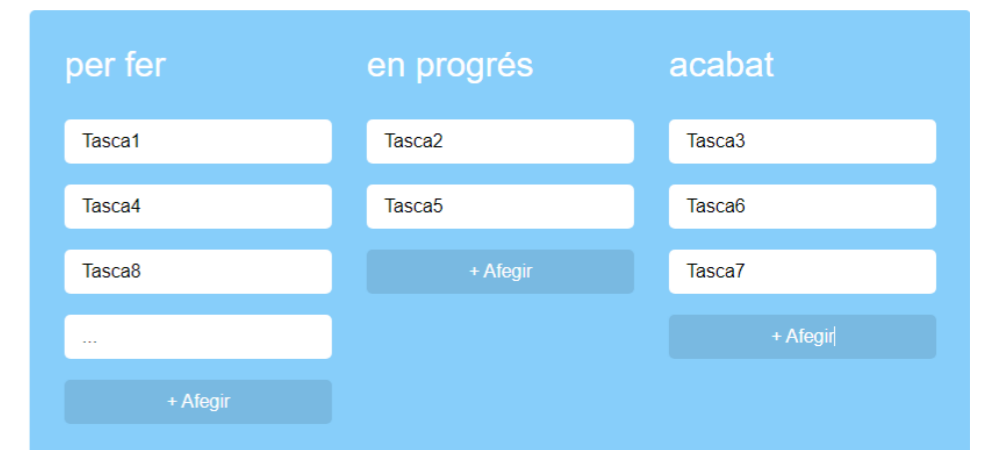 per fer
Tasca1
Tasca4
Tasca8
...
+ Afegir
en progrés
Tasca2
Tasca5
+ Afegir
acabat
Tasca3
Tasca6
Tasca7
+ Afegir